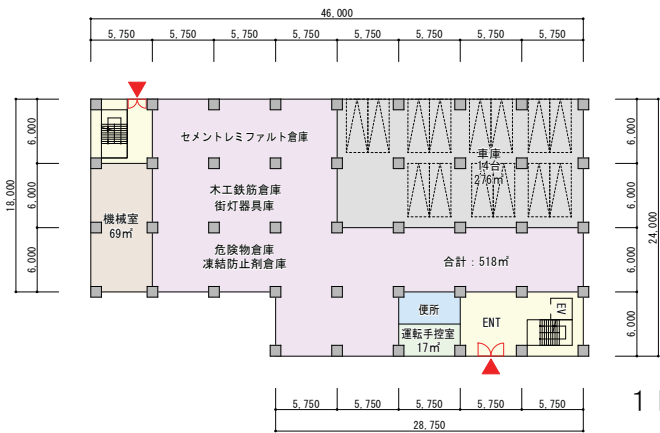 46,000
5,750 5,750 5,750 5,750 5,750 5,750 5,750 5,750
18,000
6,000
6,000
6,000
セメントレミファルト倉庫
木工鉄筋倉庫
街灯器具庫
危険物倉庫
凍結防止剤倉庫
機械室
69㎡
車庫
14台
276㎡
合計：518㎡
便所
運転手控室
17㎡
ENT
EV
6,000
6,000
6,000
6,000
24,000
5,750 5,750 5,750 5,750 5,750
28,750
1